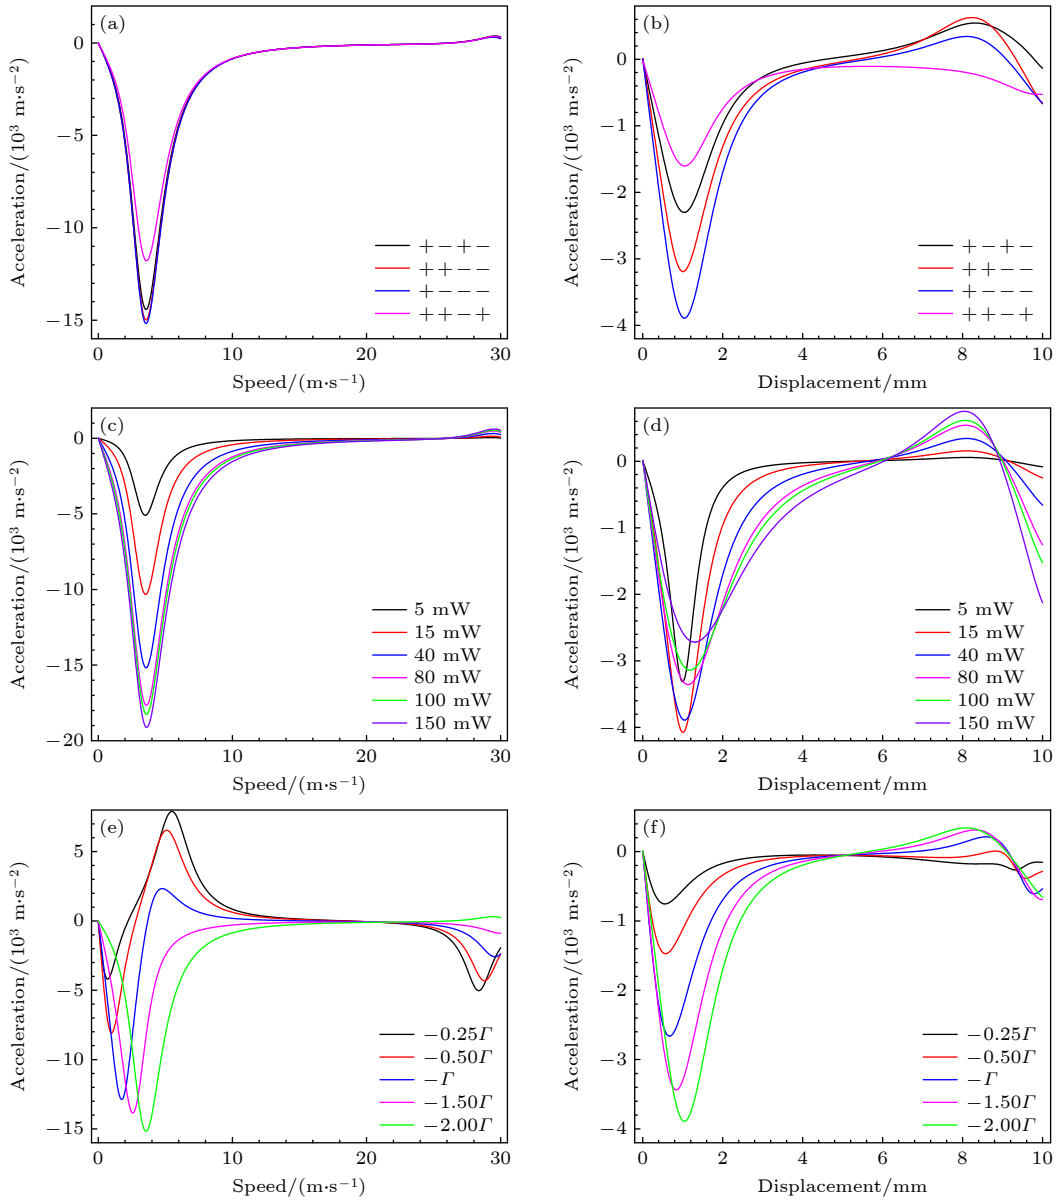 (a)
0
−5
−10
−15
Acceleration/(10³ m·s⁻²)
+ − + −
+ + − −
+ − − −
+ + − +
0 10 20 30
Speed/(m·s⁻¹)
(b)
0
−1
−2
−3
−4
Acceleration/(10³ m·s⁻²)
+ − + −
+ + − −
+ − − −
+ + − +
0 2 4 6 8 10
Displacement/mm
(c)
0
−5
−10
−15
−20
Acceleration/(10³ m·s⁻²)
5 mW
15 mW
40 mW
80 mW
100 mW
150 mW
0 10 20 30
Speed/(m·s⁻¹)
(d)
0
−1
−2
−3
−4
Acceleration/(10³ m·s⁻²)
5 mW
15 mW
40 mW
80 mW
100 mW
150 mW
0 2 4 6 8 10
Displacement/mm
(e)
5
0
−5
−10
−15
Acceleration/(10³ m·s⁻²)
−0.25Γ
−0.50Γ
−Γ
−1.50Γ
−2.00Γ
0 10 20 30
Speed/(m·s⁻¹)
(f)
0
−1
−2
−3
−4
Acceleration/(10³ m·s⁻²)
−0.25Γ
−0.50Γ
−Γ
−1.50Γ
−2.00Γ
0 2 4 6 8 10
Displacement/mm